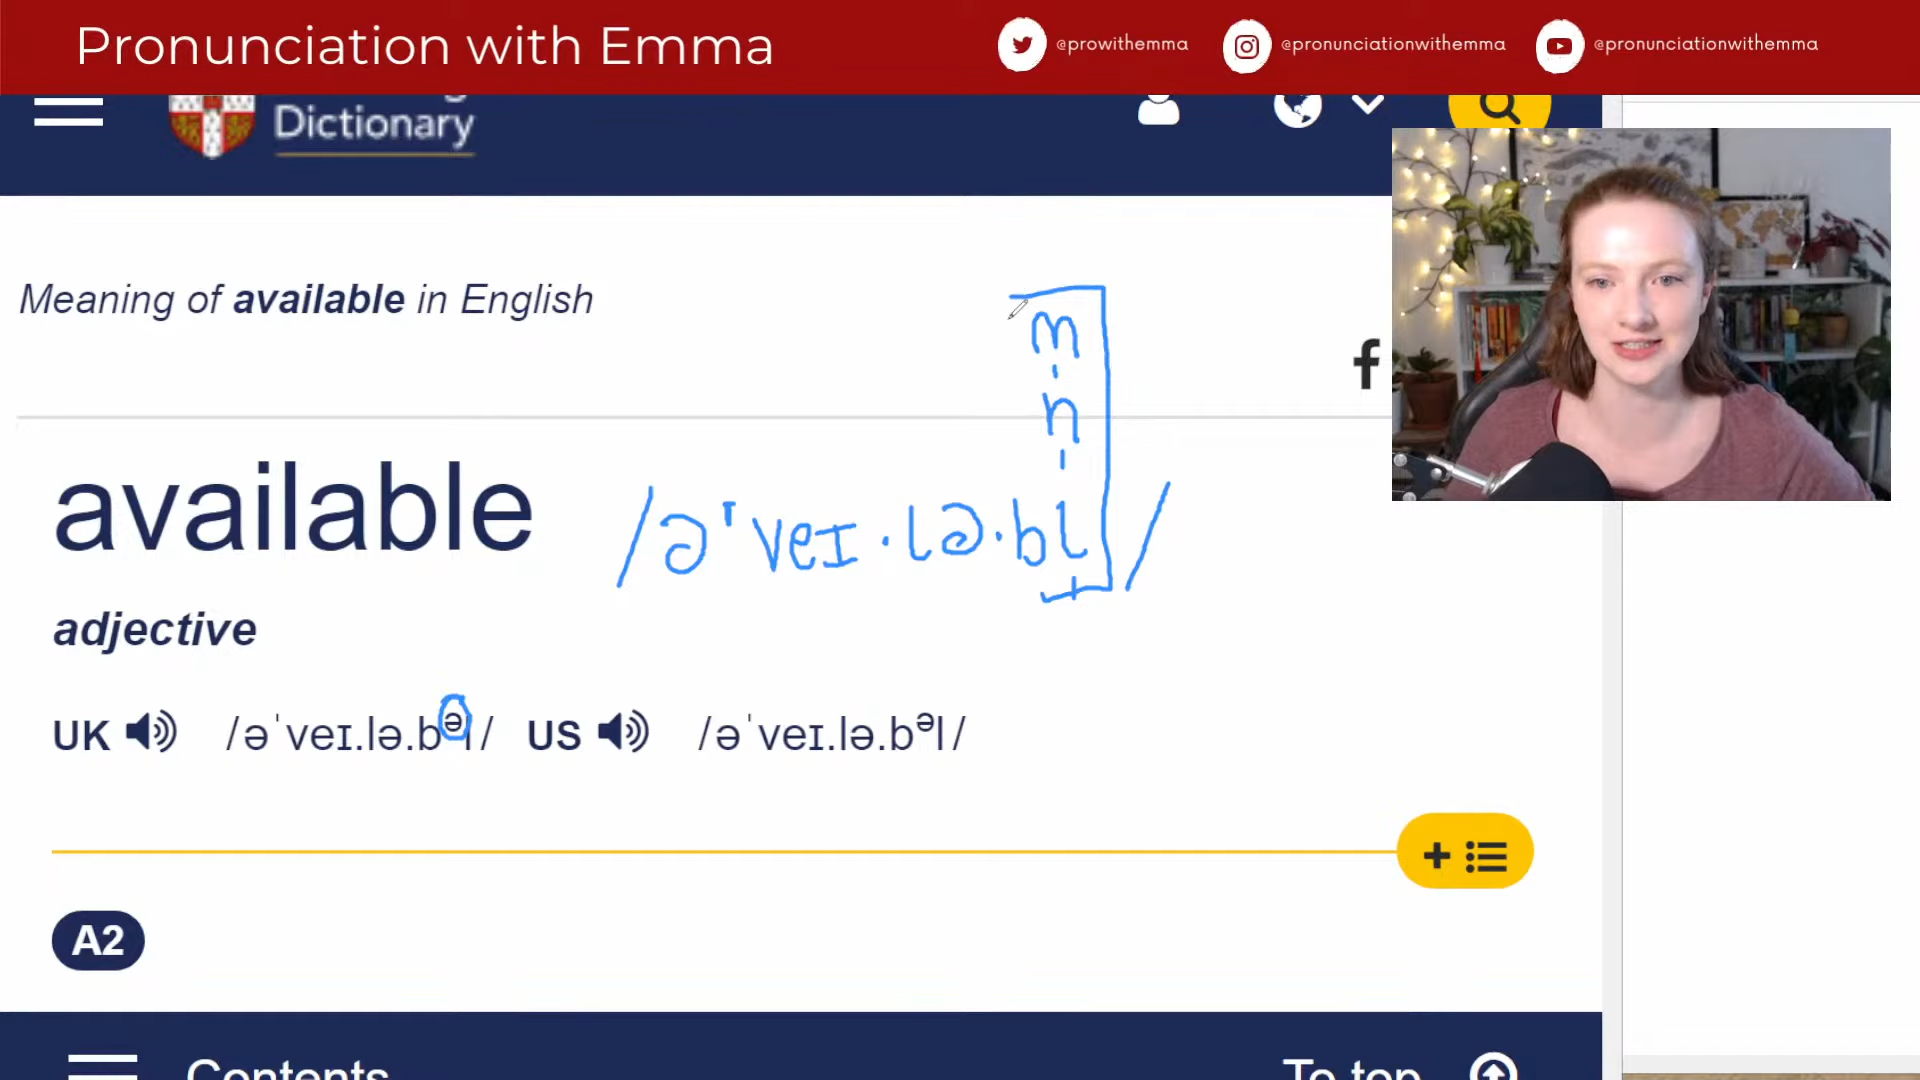 Pronunciation with Emma
@prowithemma
@pronunciationwithemma
@pronunciationwithemma
Dictionary
Meaning of available in English
m
n
available
/əˈveɪ·lə·bl/
adjective
UK /əˈveɪ.lə.bᵊl/ US /əˈveɪ.lə.bᵊl/
A2
Contents
To top